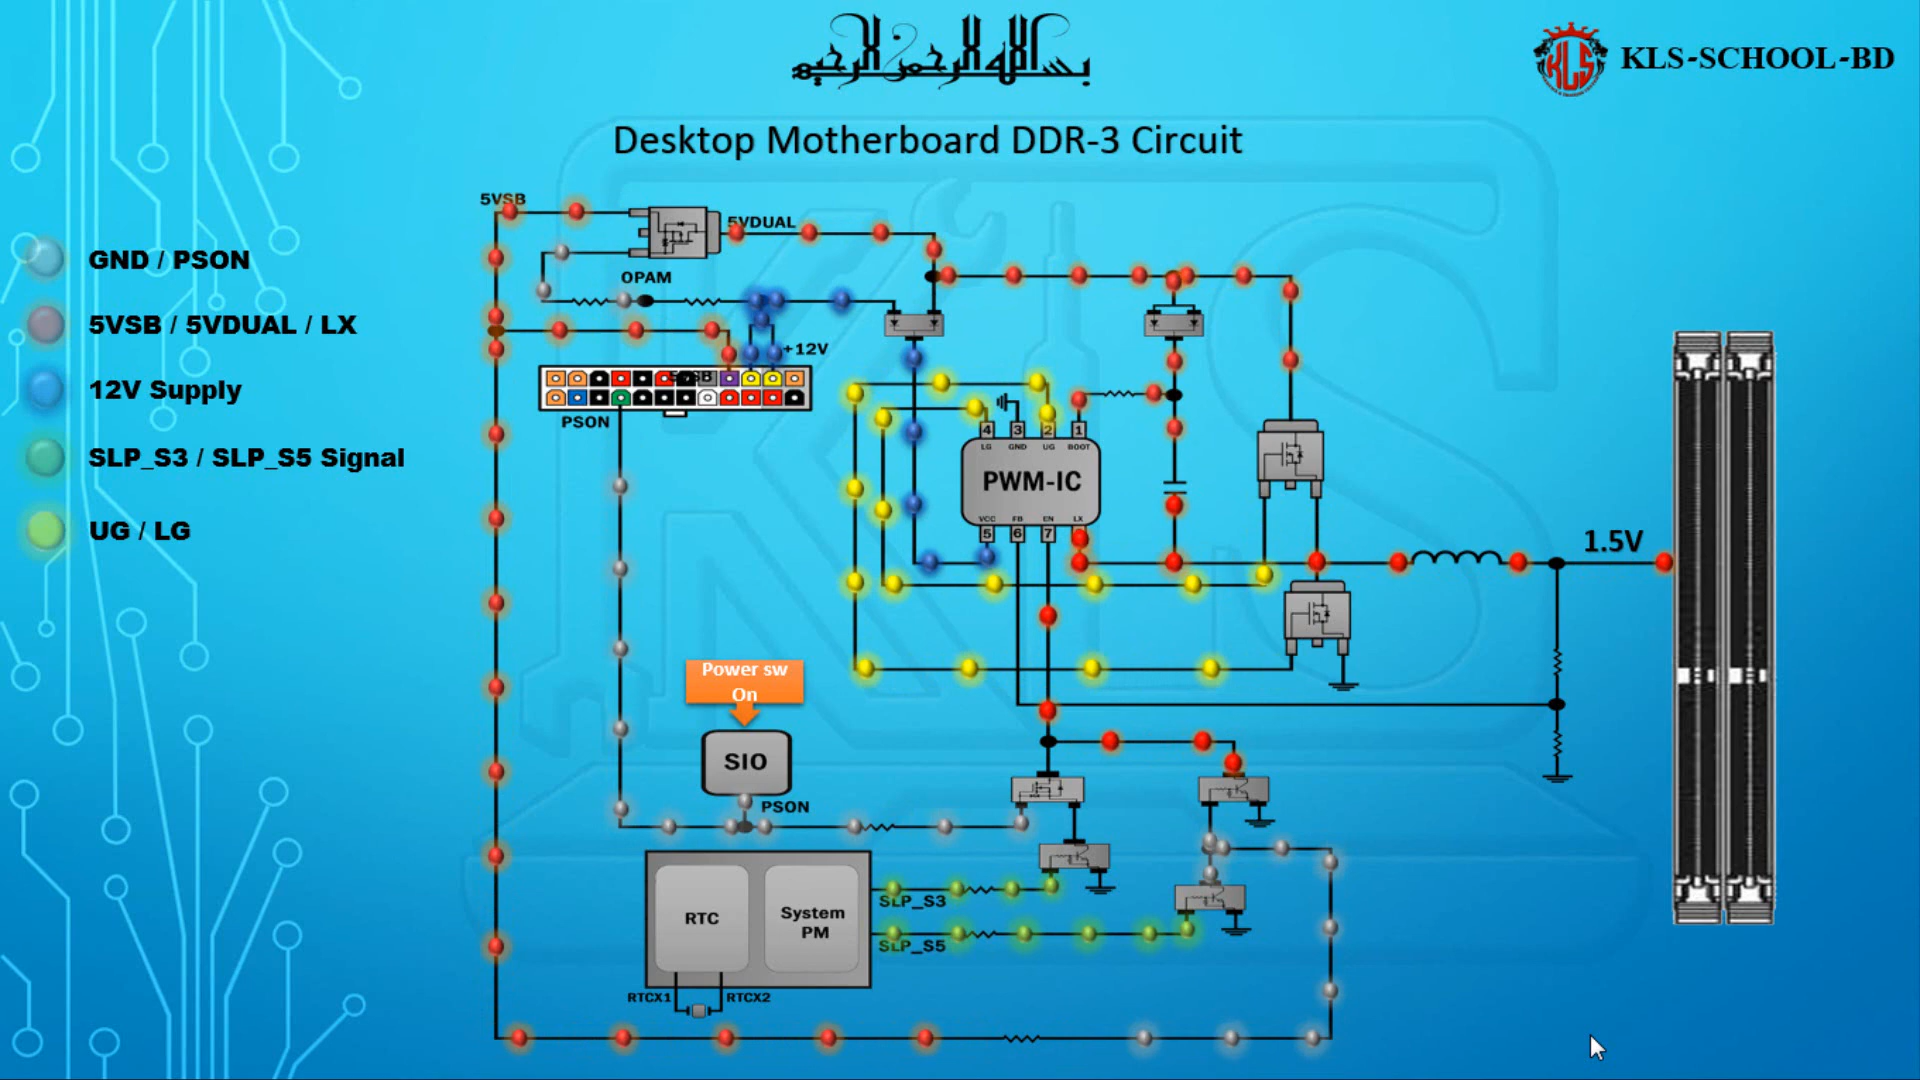 بسم الله الرحمن الرحيم
KLS
KLS-SCHOOL-BD
Desktop Motherboard DDR-3 Circuit
GND / PSON
5VSB / 5VDUAL / LX
12V Supply
SLP_S3 / SLP_S5 Signal
UG / LG
5VSB
5VDUAL
OPAM
+12V
5VSB
PSON
4 3 2 1
LG GND UG BOOT
PWM-IC
VCC FB EN LX
5 6 7
1.5V
Power sw
On
SIO
PSON
RTC
System
PM
SLP_S3
SLP_S5
RTCX1
RTCX2